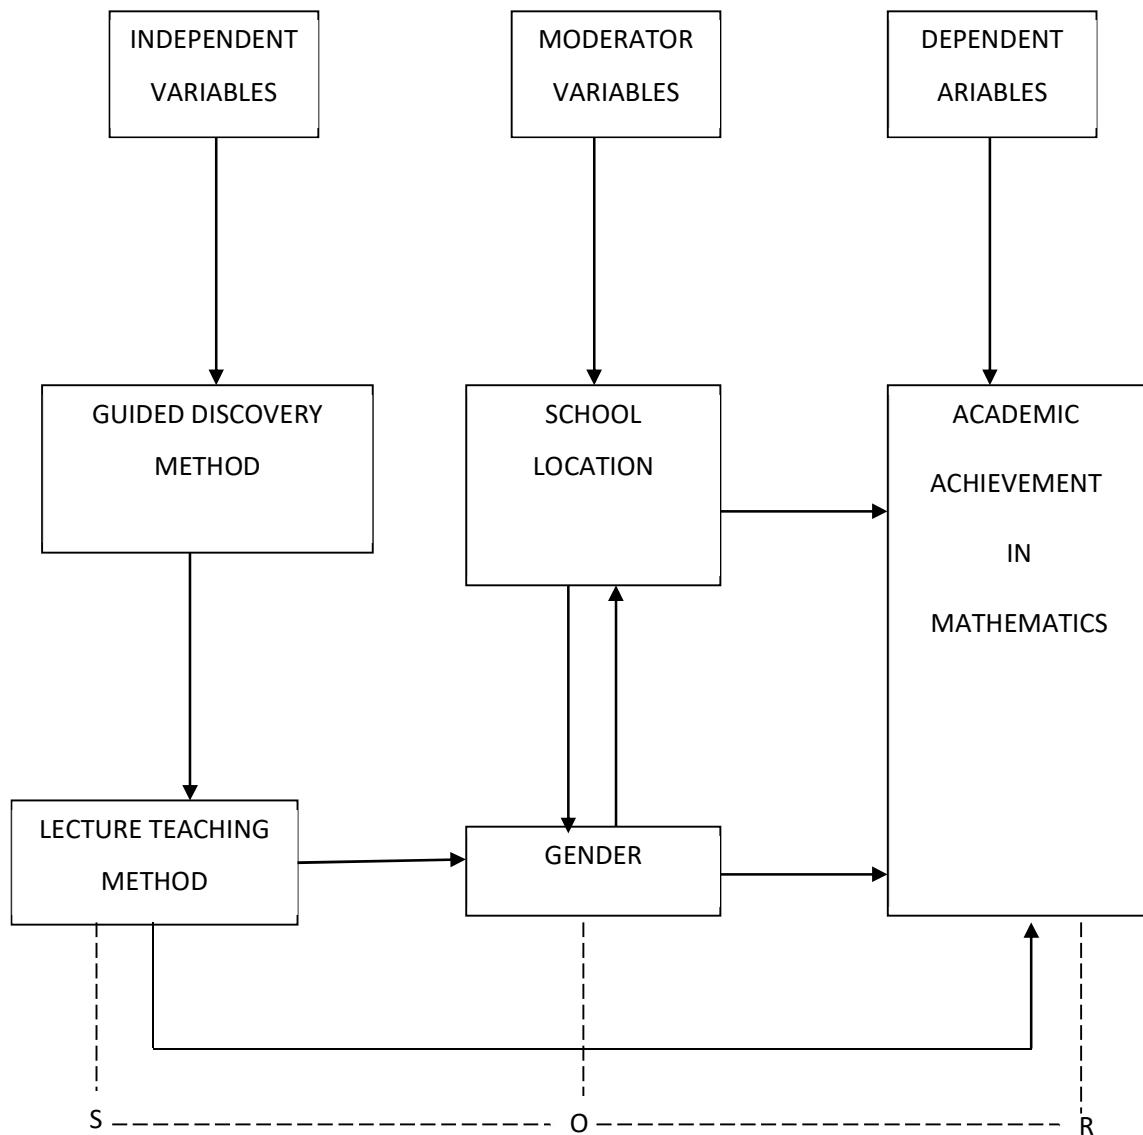 INDEPENDENT
VARIABLES
MODERATOR
VARIABLES
DEPENDENT
ARIABLES
GUIDED DISCOVERY
METHOD
SCHOOL
LOCATION
ACADEMIC
ACHIEVEMENT
IN
MATHEMATICS
LECTURE TEACHING
METHOD
GENDER
S
O
R